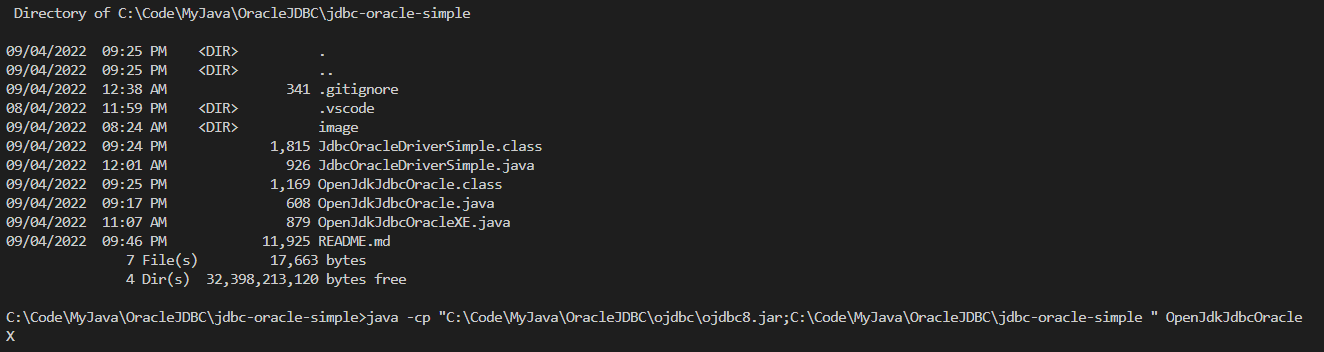 Directory of C:\Code\MyJava\OracleJDBC\jdbc-oracle-simple
09/04/2022  09:25 PM    <DIR>          .
09/04/2022  09:25 PM    <DIR>          ..
09/04/2022  12:38 AM               341 .gitignore
08/04/2022  11:59 PM    <DIR>          .vscode
09/04/2022  08:24 AM    <DIR>          image
09/04/2022  09:24 PM             1,815 JdbcOracleDriverSimple.class
09/04/2022  12:01 AM               926 JdbcOracleDriverSimple.java
09/04/2022  09:25 PM             1,169 OpenJdkJdbcOracle.class
09/04/2022  09:17 PM               608 OpenJdkJdbcOracle.java
09/04/2022  11:07 AM               879 OpenJdkJdbcOracleXE.java
09/04/2022  09:46 PM            11,925 README.md
               7 File(s)         17,663 bytes
               4 Dir(s)  32,398,213,120 bytes free
C:\Code\MyJava\OracleJDBC\jdbc-oracle-simple>java -cp "C:\Code\MyJava\OracleJDBC\ojdbc\ojdbc8.jar;C:\Code\MyJava\OracleJDBC\jdbc-oracle-simple " OpenJdkJdbcOracle
X